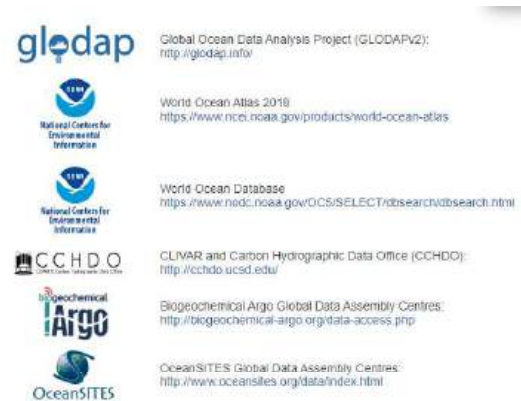 glodap
Global Ocean Data Analysis Project (GLODAPv2):
http://glodap.info/
National Centers for
Environmental
Information
World Ocean Atlas 2018
https://www.ncei.noaa.gov/products/world-ocean-atlas
National Centers for
Environmental
Information
World Ocean Database
https://www.nodc.noaa.gov/OC5/SELECT/dbsearch/dbsearch.html
CCHDO
CLIVAR and Carbon Hydrographic Data Office (CCHDO):
http://cchdo.ucsd.edu/
biogeochemical
Argo
Biogeochemical Argo Global Data Assembly Centres:
http://biogeochemical-argo.org/data-access.php
OceanSITES
OceanSITES Global Data Assembly Centres:
http://www.oceansites.org/data/index.html